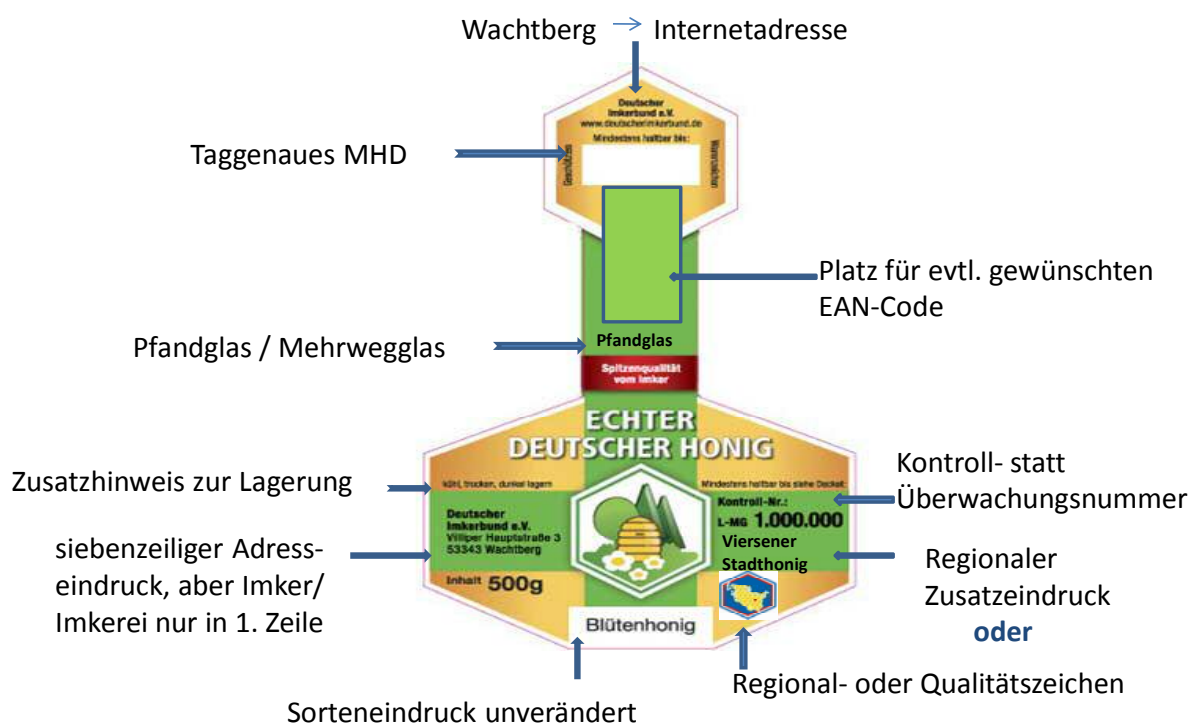 Wachtberg → Internetadresse
Deutscher
Imkerbund e.V.
www.deutscherimkerbund.de
Mindestens haltbar bis:
Geschütztes
Warenzeichen
Taggenaues MHD
Platz für evtl. gewünschten
EAN-Code
Pfandglas / Mehrwegglas
Pfandglas
Spitzenqualität
vom Imker
ECHTER
DEUTSCHER HONIG
Zusatzhinweis zur Lagerung
kühl, trocken, dunkel lagern
Mindestens haltbar bis siehe Deckel
Kontroll- statt
Überwachungsnummer
Kontroll-Nr.:
L-MG 1.000.000
Deutscher
Imkerbund e.V.
Villiper Hauptstraße 3
53343 Wachtberg
Viersener
Stadthonig
siebenzeiliger Adress-
eindruck, aber Imker/
Imkerei nur in 1. Zeile
Regionaler
Zusatzeindruck
oder
Inhalt 500g
Blütenhonig
Regional- oder Qualitätszeichen
Sorteneindruck unverändert